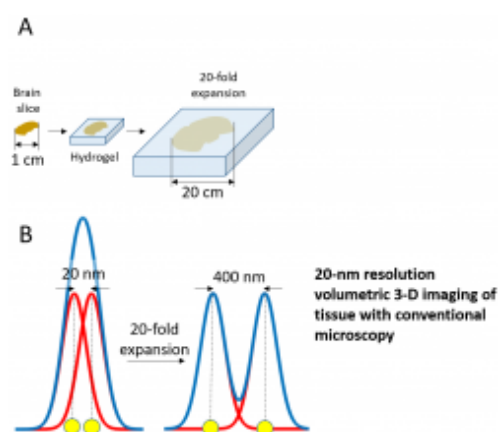 A
20-fold
expansion
Brain
slice
Hydrogel
1 cm
20 cm
B
20 nm
400 nm
20-fold
expansion
20-nm resolution
volumetric 3-D imaging of
tissue with conventional
microscopy